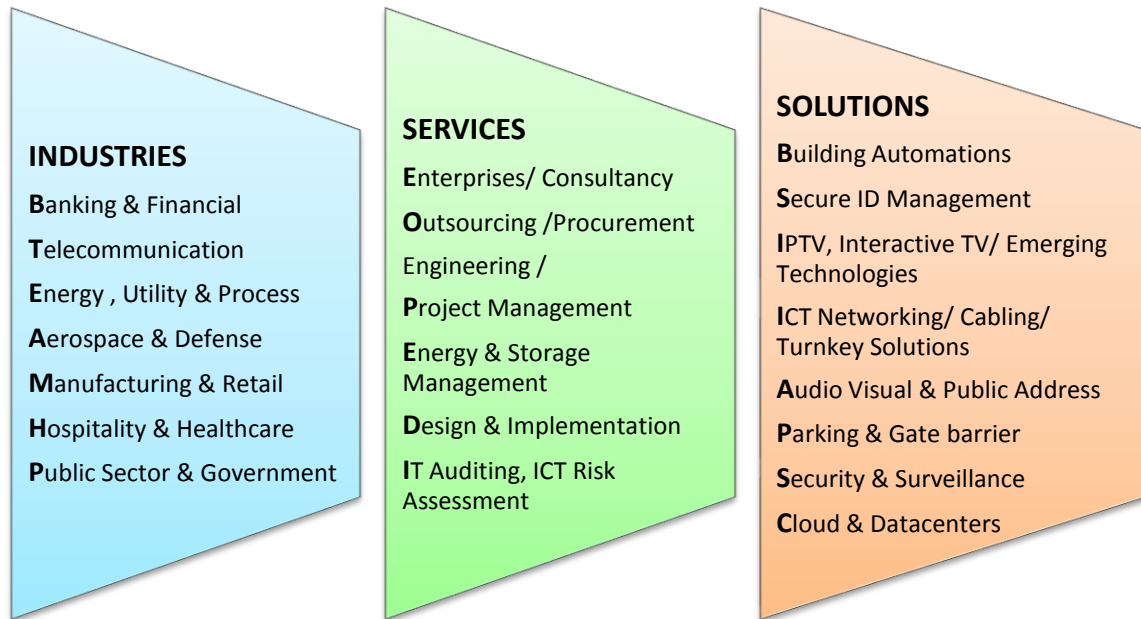 INDUSTRIES
Banking & Financial
Telecommunication
Energy , Utility & Process
Aerospace & Defense
Manufacturing & Retail
Hospitality & Healthcare
Public Sector & Government
SERVICES
Enterprises/ Consultancy
Outsourcing /Procurement
Engineering /
Project Management
Energy & Storage
Management
Design & Implementation
IT Auditing, ICT Risk
Assessment
SOLUTIONS
Building Automations
Secure ID Management
IPTV, Interactive TV/ Emerging
Technologies
ICT Networking/ Cabling/
Turnkey Solutions
Audio Visual & Public Address
Parking & Gate barrier
Security & Surveillance
Cloud & Datacenters